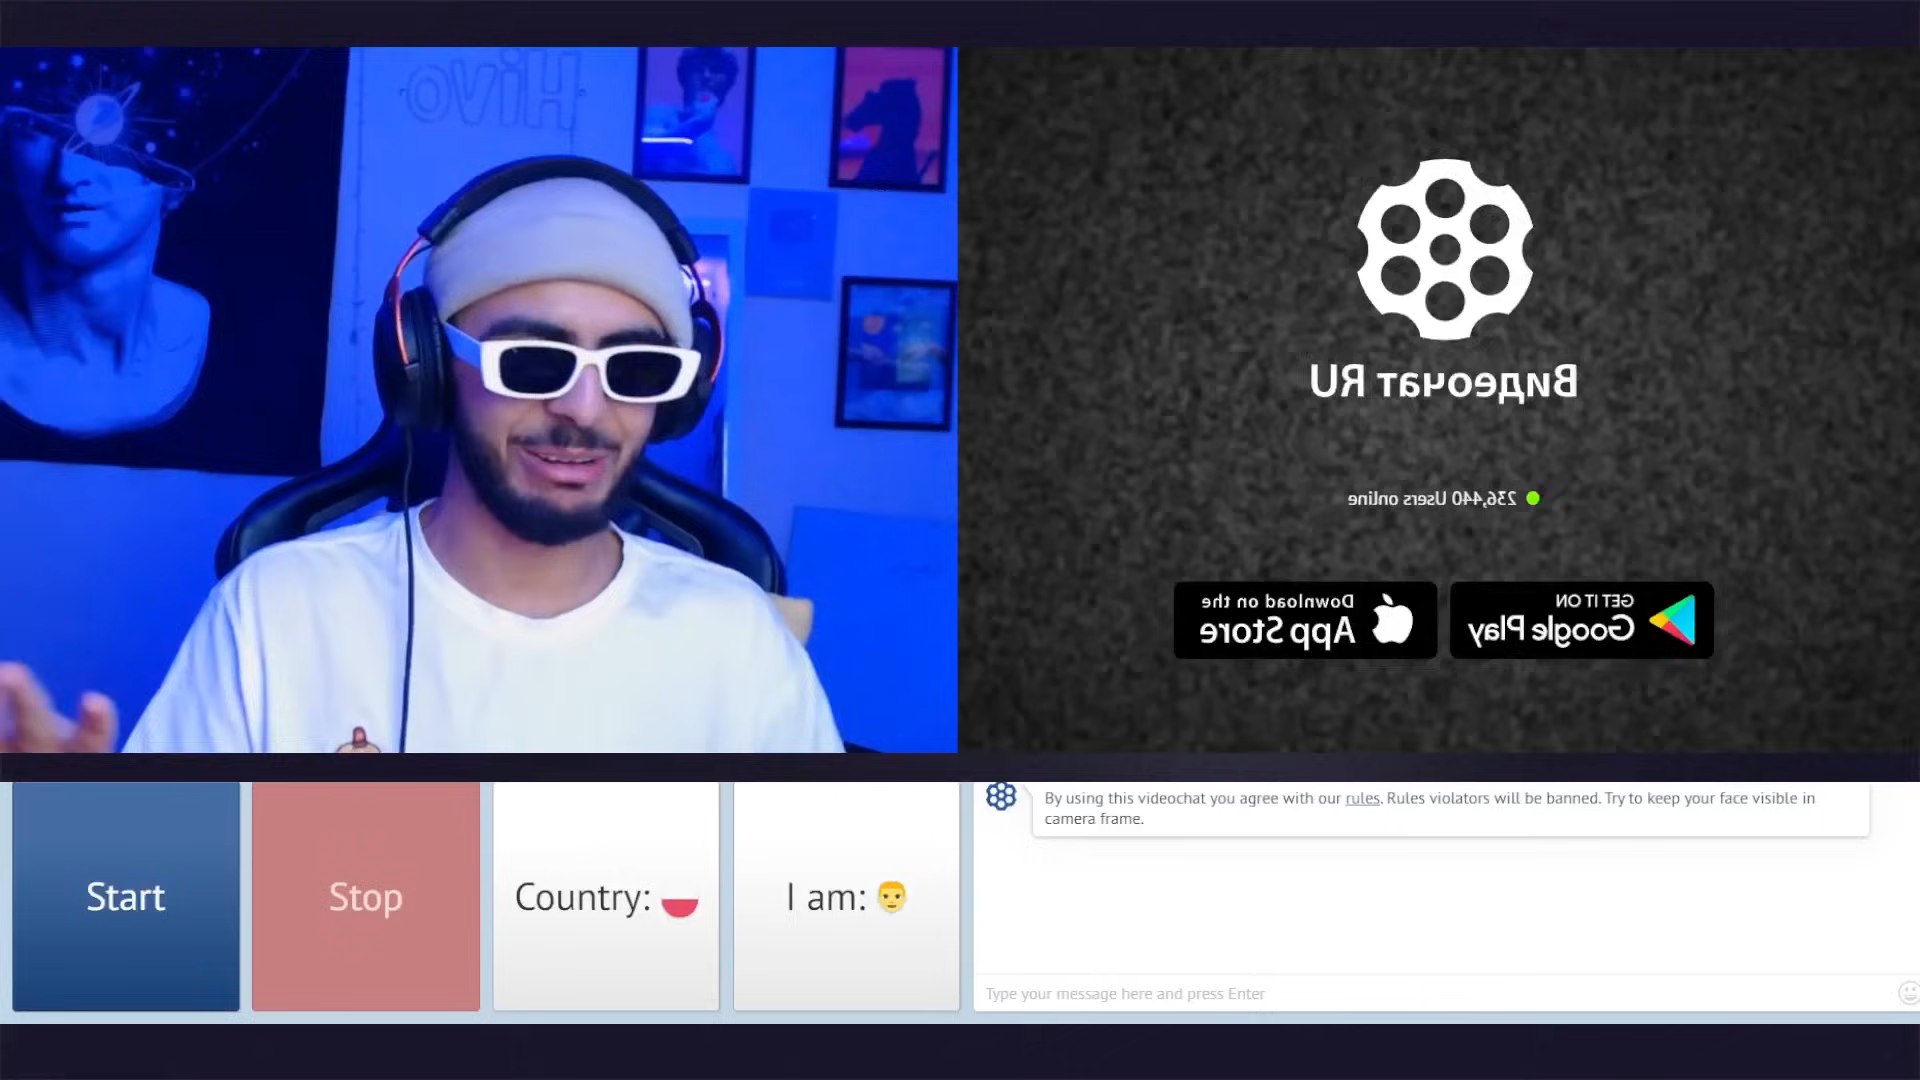 Hivo
Видеочат RU
236,440 Users online
Download on the
App Store
GET IT ON
Google Play
By using this videochat you agree with our rules. Rules violators will be banned. Try to keep your face visible in
camera frame.
Start
Stop
Country:
I am:
Type your message here and press Enter